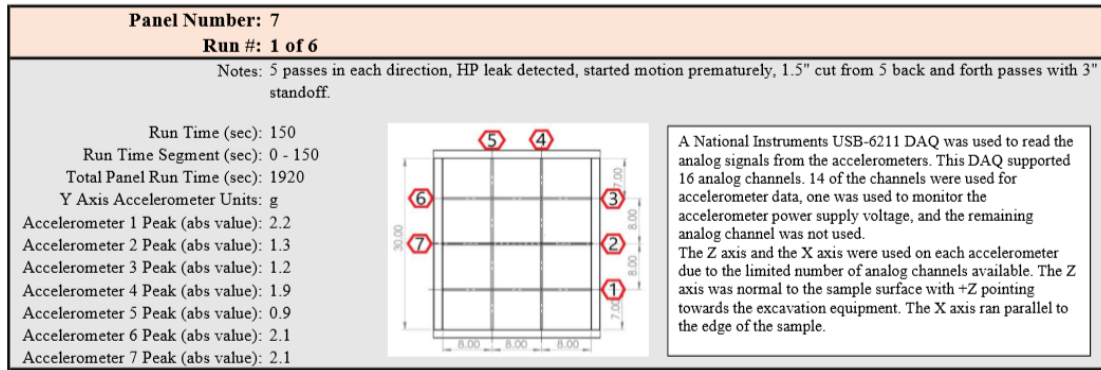 Panel Number: 7
Run #: 1 of 6
Notes: 5 passes in each direction, HP leak detected, started motion prematurely, 1.5" cut from 5 back and forth passes with 3"
standoff.
Run Time (sec): 150
Run Time Segment (sec): 0 - 150
Total Panel Run Time (sec): 1920
Y Axis Accelerometer Units: g
Accelerometer 1 Peak (abs value): 2.2
Accelerometer 2 Peak (abs value): 1.3
Accelerometer 3 Peak (abs value): 1.2
Accelerometer 4 Peak (abs value): 1.9
Accelerometer 5 Peak (abs value): 0.9
Accelerometer 6 Peak (abs value): 2.1
Accelerometer 7 Peak (abs value): 2.1
5 4
7.00
6 3
8.00
30.00
7 2
8.00
1
7.00
8.00 8.00 8.00
A National Instruments USB-6211 DAQ was used to read the
analog signals from the accelerometers. This DAQ supported
16 analog channels. 14 of the channels were used for
accelerometer data, one was used to monitor the
accelerometer power supply voltage, and the remaining
analog channel was not used.
The Z axis and the X axis were used on each accelerometer
due to the limited number of analog channels available. The Z
axis was normal to the sample surface with +Z pointing
towards the excavation equipment. The X axis ran parallel to
the edge of the sample.